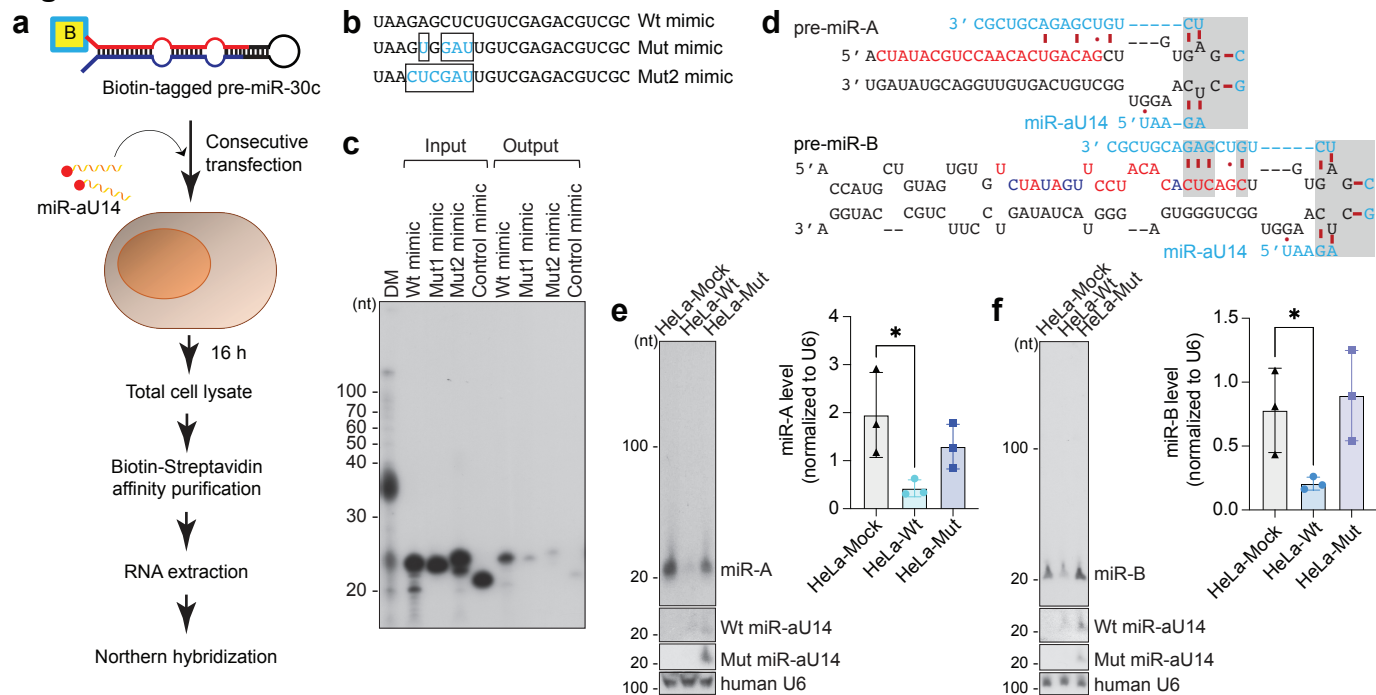 a
B
Biotin-tagged pre-miR-30c
Consecutive
transfection
miR-aU14
16 h
Total cell lysate
Biotin-Streptavidin
affinity purification
RNA extraction
Northern hybridization
b
UAAGAGCUCUGUCGAGACGUCGC Wt mimic
UAAGUGGAUUGUCGAGACGUCGC Mut mimic
UAACUCGAUUGUCGAGACGUCGC Mut2 mimic
c
Input Output
DM
Wt mimic
Mut1 mimic
Mut2 mimic
Control mimic
Wt mimic
Mut1 mimic
Mut2 mimic
Control mimic
(nt)
100 -
70 -
60 -
50 -
40 -
30 -
20 -
d
pre-miR-A
3′ CGCUGCAGAGCUGU-----CU
5′ ACUAUACGUCCAACACUGACAGCU ---G UGAG-C
3′ UGAUAUGCAGGUUGUGACUGUCGG UGGAACUC-G
miR-aU14 5′UAA-GA
pre-miR-B
3′ CGCUGCAGAGCUGU-----CU
5′ A CU UGU U U ACA U ---G A
CCAUG GUAG G CUAUAGU CCU CACUCAGC UG G-C
GGUAC CGUC C GAUAUCA GGG GUGGGUCGG AC C-G
3′ A -- UUCU U U --A UGGA U
miR-aU14 5′UAAGA
e
HeLa-Mock
HeLa-Wt
HeLa-Mut
(nt)
100 -
20 -
miR-A
20 -
Wt miR-aU14
20 -
Mut miR-aU14
100 -
human U6
miR-A level
(normalized to U6)
4
3
2
1
0
*
HeLa-Mock
HeLa-Wt
HeLa-Mut
f
HeLa-Mock
HeLa-Wt
HeLa-Mut
(nt)
100 -
20 -
miR-B
20 -
Wt miR-aU14
20 -
Mut miR-aU14
100 -
human U6
miR-B level
(normalized to U6)
1.5
1.0
0.5
0.0
*
HeLa-Mock
HeLa-Wt
HeLa-Mut